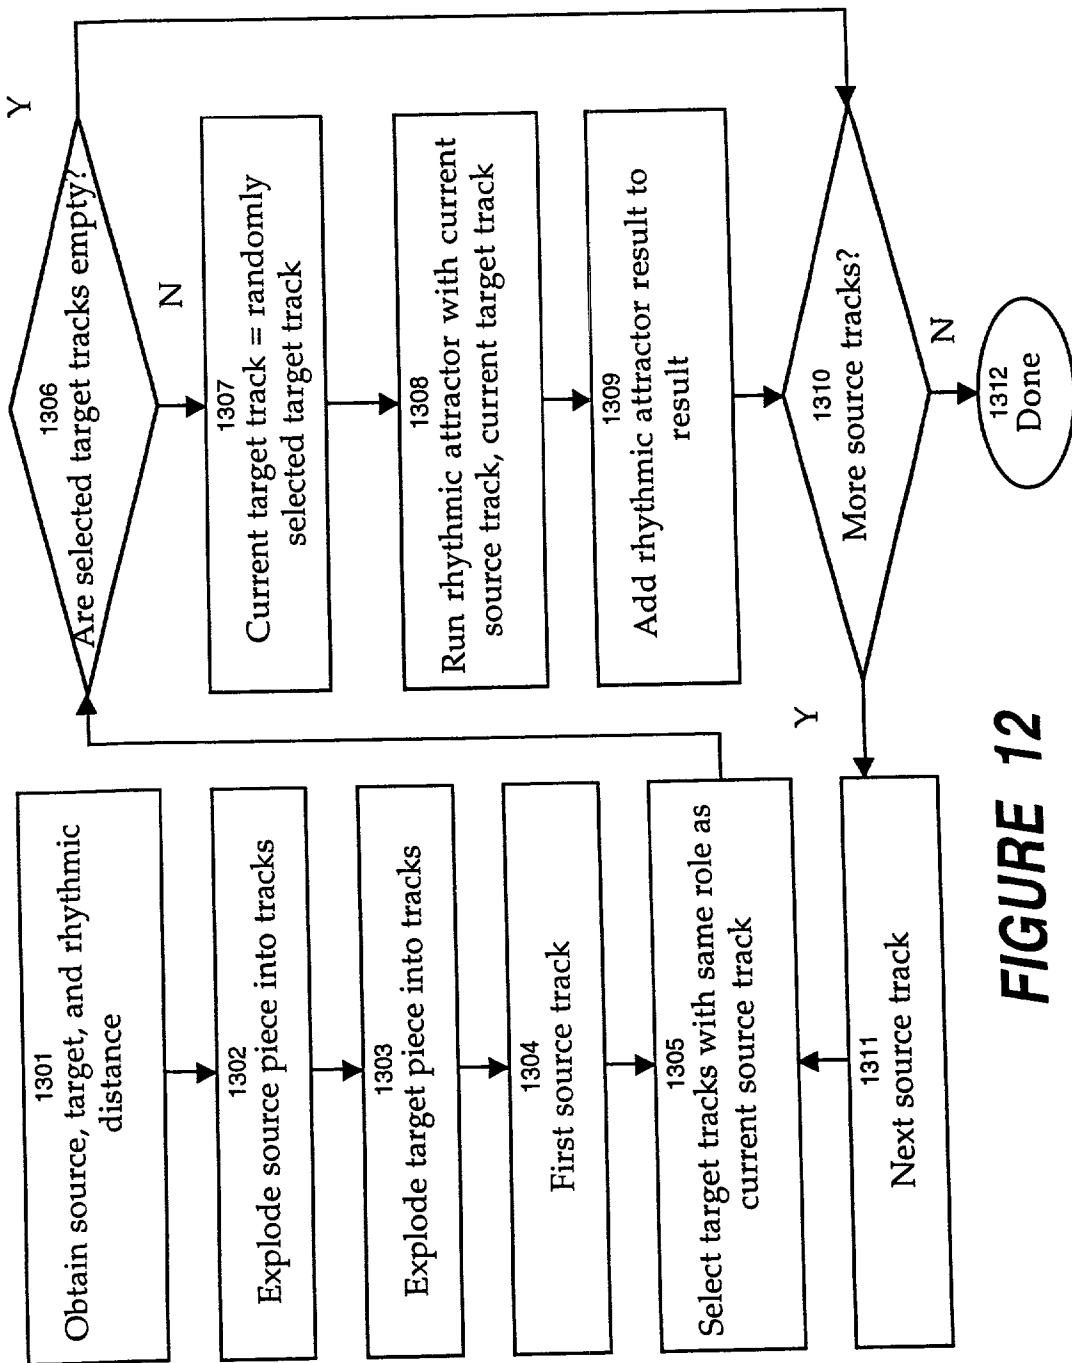 1301
Obtain source, target, and rhythmic
distance
1302
Explode source piece into tracks
1303
Explode target piece into tracks
1304
First source track
1305
Select target tracks with same role as
current source track
1311
Next source track
1306
Are selected target tracks empty?
Y
N
1307
Current target track = randomly
selected target track
1308
Run rhythmic attractor with current
source track, current target track
1309
Add rhythmic attractor result to
result
1310
More source tracks?
Y
N
1312
Done
FIGURE 12